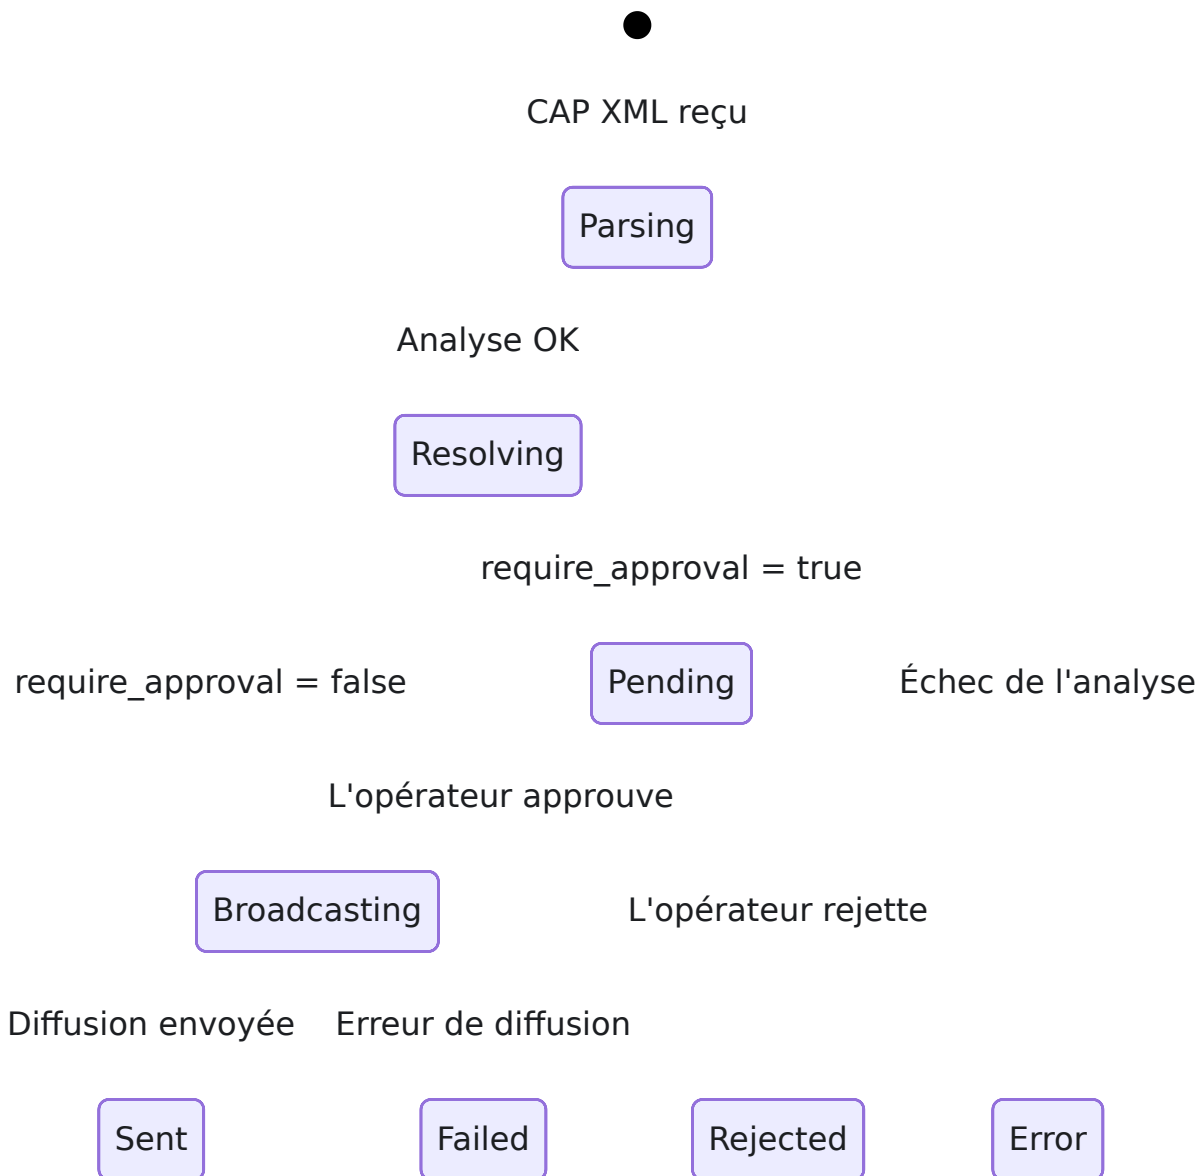 CAP XML reçu
Parsing
Analyse OK
Resolving
require_approval = true
require_approval = false
Pending
Échec de l'analyse
L'opérateur approuve
Broadcasting
L'opérateur rejette
Diffusion envoyée
Erreur de diffusion
Sent
Failed
Rejected
Error